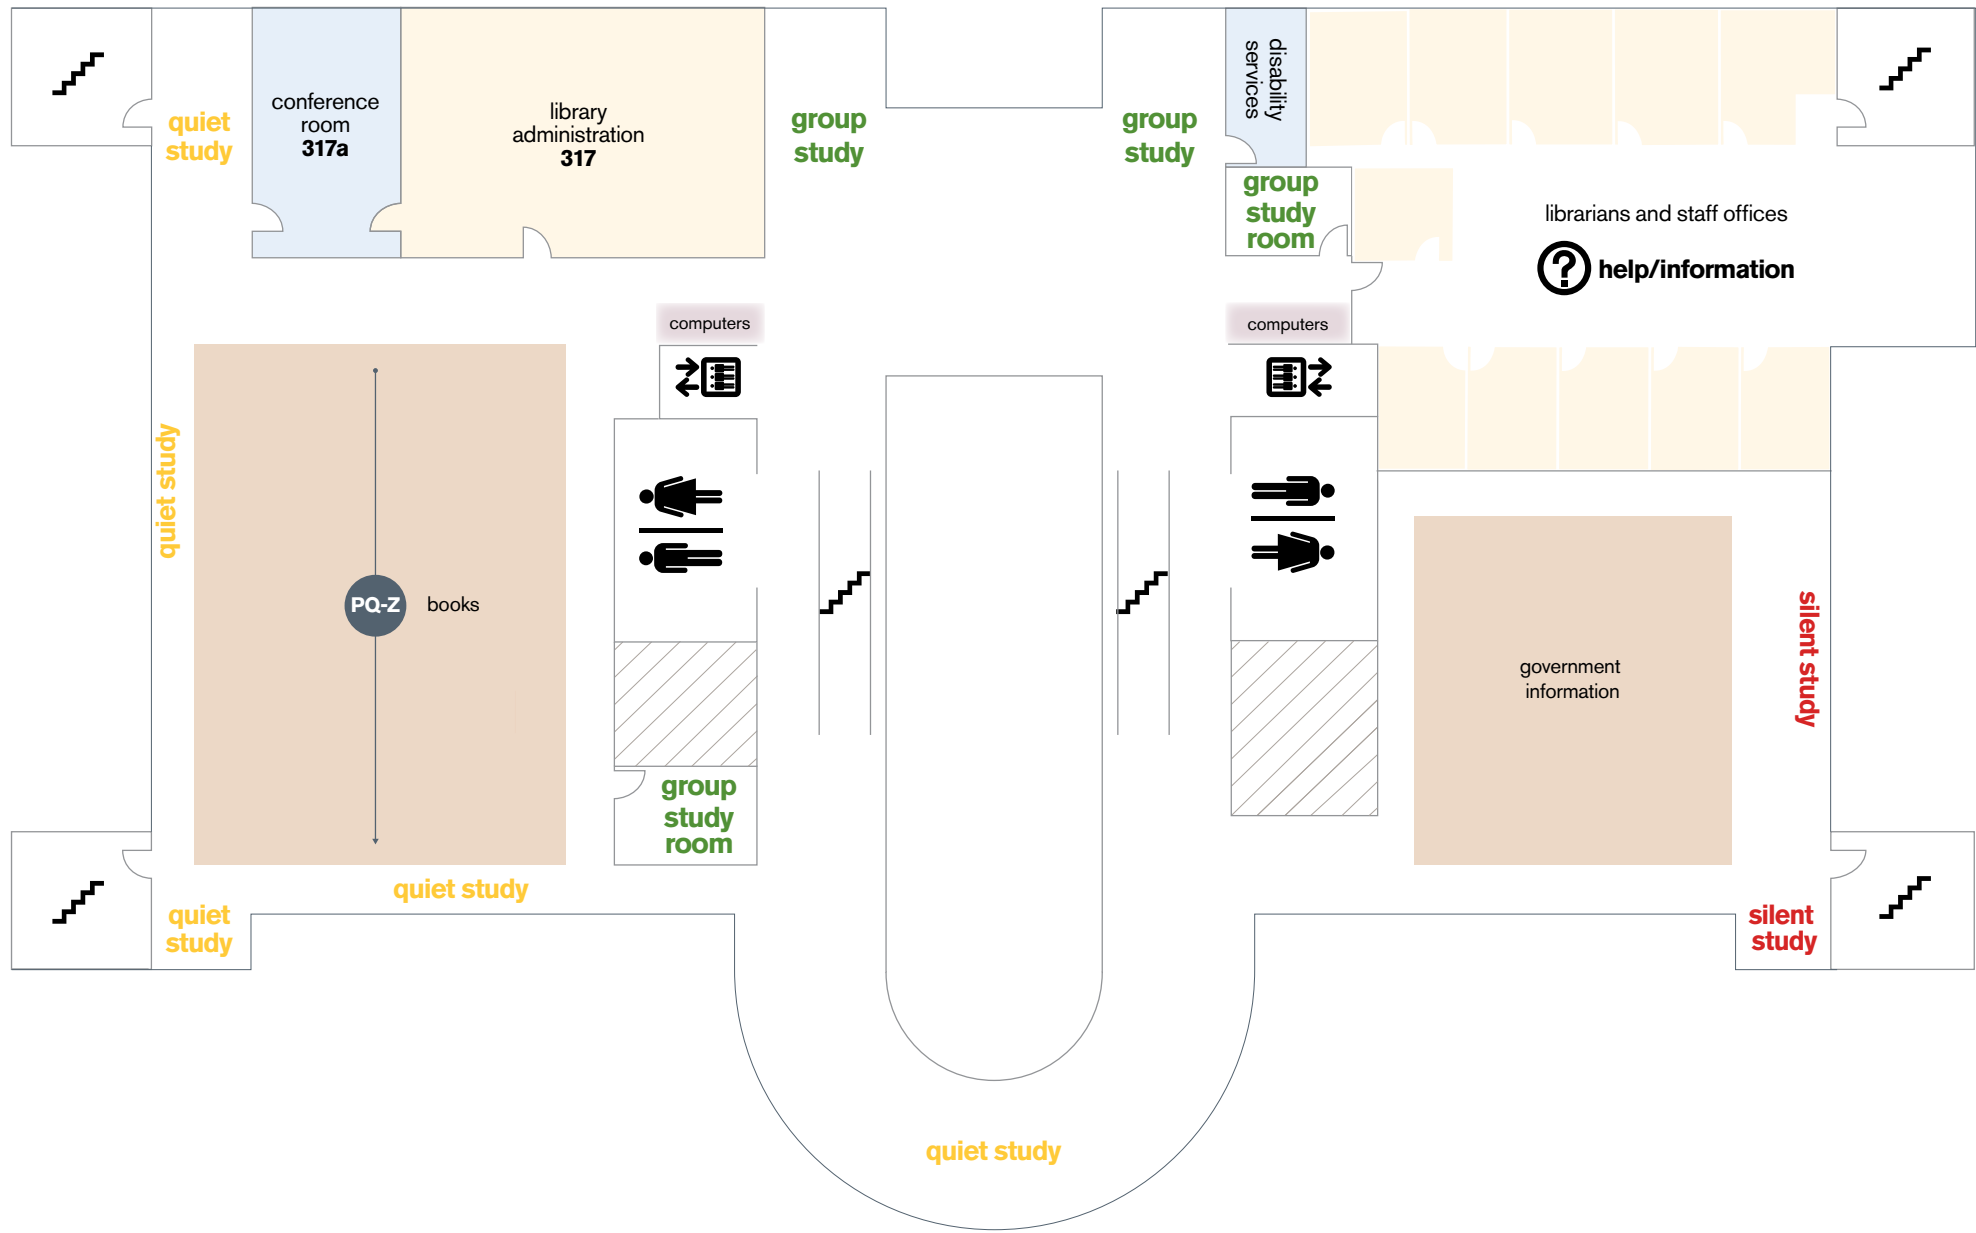 quiet
study
conference
room
317a
library
administration
317
group
study
group
study
disability
services
group
study
room
librarians and staff offices
help/information
computers
computers
quiet study
PQ-Z
books
government
information
silent study
group
study
room
quiet study
quiet
study
silent
study
quiet study